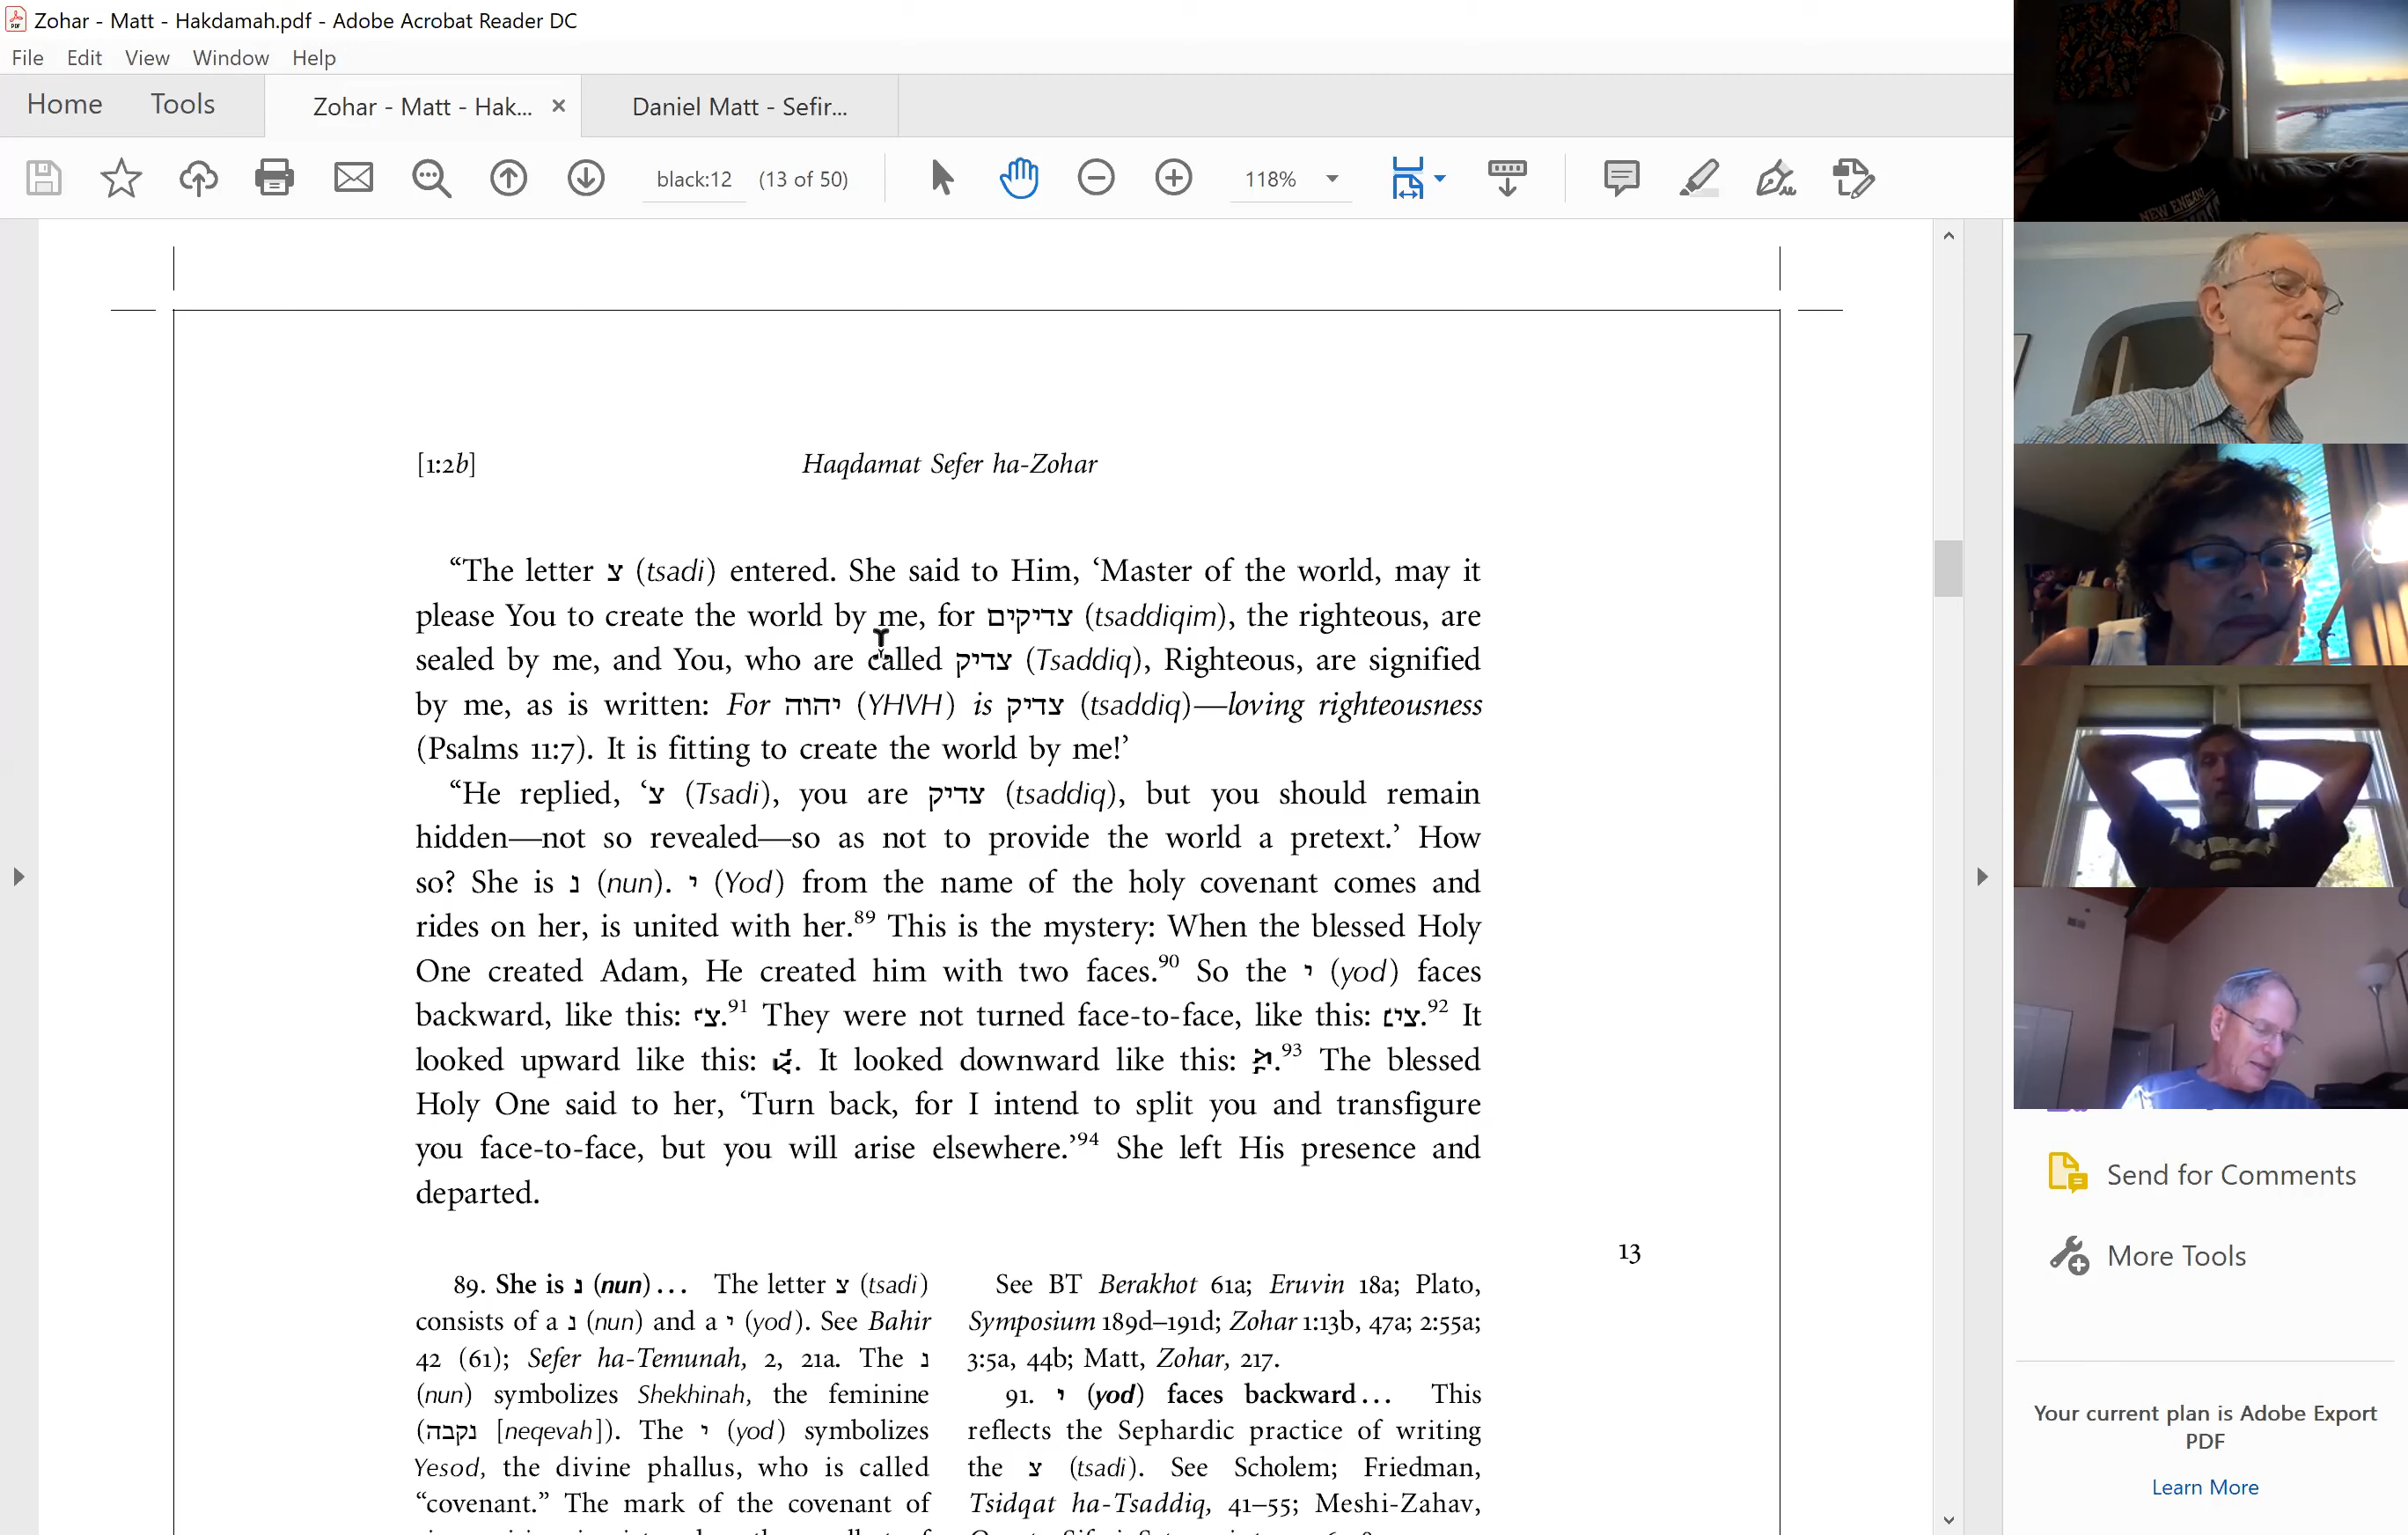 Zohar - Matt - Hakdamah.pdf - Adobe Acrobat Reader DC
File Edit View Window Help
Home Tools Zohar - Matt - Hak... Daniel Matt - Sefir...
black:12 (13 of 50) 118%
[1:2b] Haqdamat Sefer ha-Zohar
“The letter צ (tsadi) entered. She said to Him, ‘Master of the world, may it
please You to create the world by me, for צדיקים (tsaddiqim), the righteous, are
sealed by me, and You, who are called צדיק (Tsaddiq), Righteous, are signified
by me, as is written: For יהוה (YHVH) is צדיק (tsaddiq)—loving righteousness
(Psalms 11:7). It is fitting to create the world by me!’
“He replied, ‘צ (Tsadi), you are צדיק (tsaddiq), but you should remain
hidden—not so revealed—so as not to provide the world a pretext.’ How
so? She is נ (nun). י (Yod) from the name of the holy covenant comes and
rides on her, is united with her.89 This is the mystery: When the blessed Holy
One created Adam, He created him with two faces.90 So the י (yod) faces
backward, like this: .91 They were not turned face-to-face, like this: .92 It
looked upward like this: . It looked downward like this: .93 The blessed
Holy One said to her, ‘Turn back, for I intend to split you and transfigure
you face-to-face, but you will arise elsewhere.’94 She left His presence and
departed.
13
89. She is נ (nun)... The letter צ (tsadi)
consists of a נ (nun) and a י (yod). See Bahir
42 (61); Sefer ha-Temunah, 2, 21a. The נ
(nun) symbolizes Shekhinah, the feminine
(נקבה [neqevah]). The י (yod) symbolizes
Yesod, the divine phallus, who is called
“covenant.” The mark of the covenant of
See BT Berakhot 61a; Eruvin 18a; Plato,
Symposium 189d–191d; Zohar 1:13b, 47a; 2:55a;
3:5a, 44b; Matt, Zohar, 217.
91. י (yod) faces backward... This
reflects the Sephardic practice of writing
the צ (tsadi). See Scholem; Friedman,
Tsidqat ha-Tsaddiq, 41–55; Meshi-Zahav,
NEW ENGLAND
Send for Comments
More Tools
Your current plan is Adobe Export
PDF
Learn More